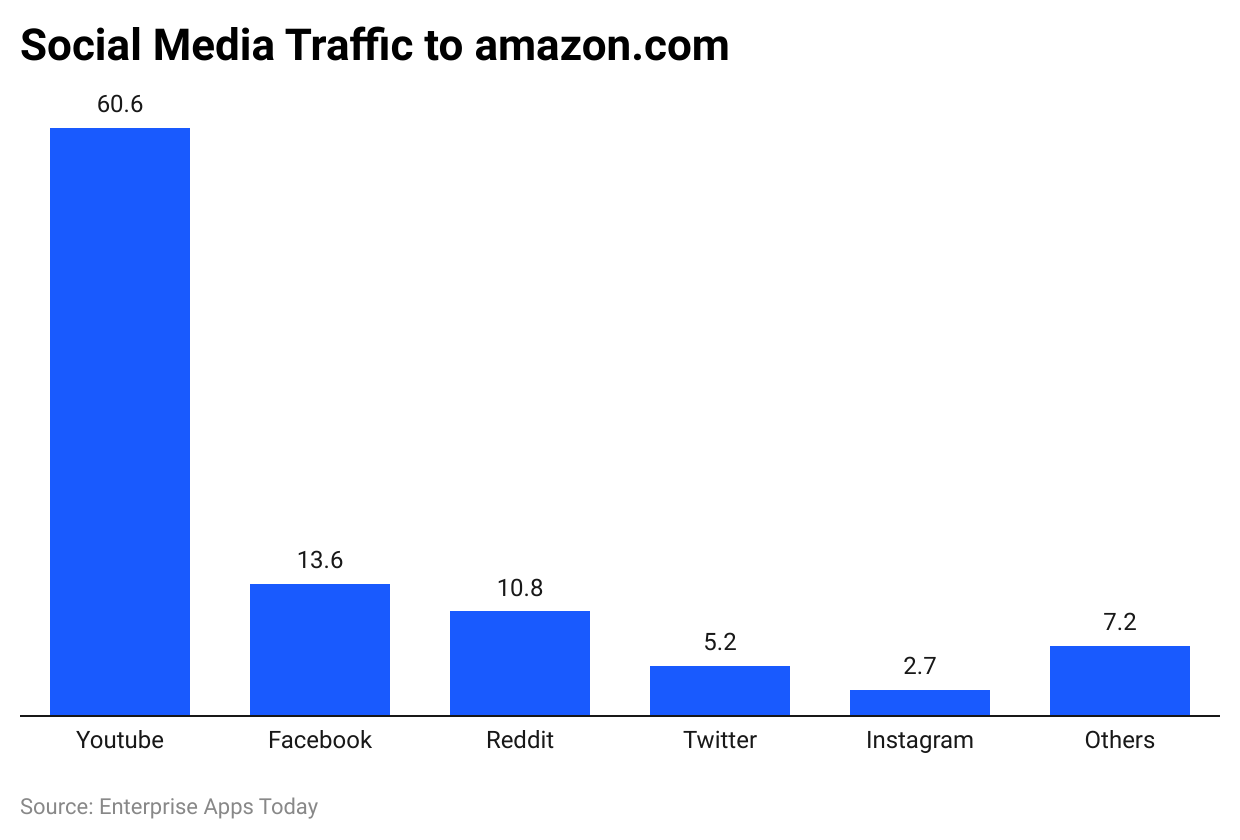 Social Media Traffic to amazon.com
60.6
13.6
10.8
5.2
2.7
7.2
Youtube
Facebook
Reddit
Twitter
Instagram
Others
Source: Enterprise Apps Today